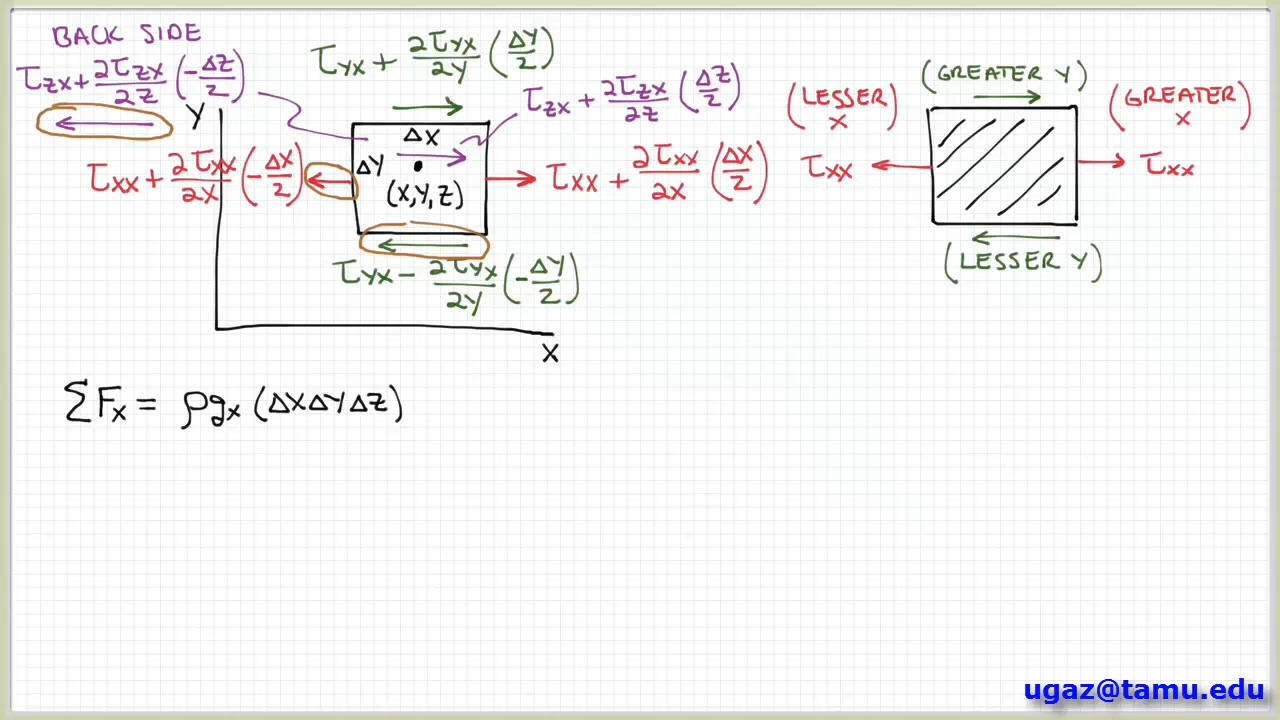 BACK SIDE
τzx + ∂τzx/∂z (-Δz/2)
τyx + ∂τyx/∂y (Δy/2)
τzx + ∂τzx/∂z (Δz/2)
Y
ΔX
ΔY
(X,Y,Z)
τxx + ∂τxx/∂x (-Δx/2)
τxx + ∂τxx/∂x (Δx/2)
τyx - ∂τyx/∂y (-Δy/2)
X
(GREATER Y)
(LESSER X)
(GREATER X)
τxx
τxx
(LESSER Y)
ΣFx = ρgx (ΔXΔYΔZ)
ugaz@tamu.edu